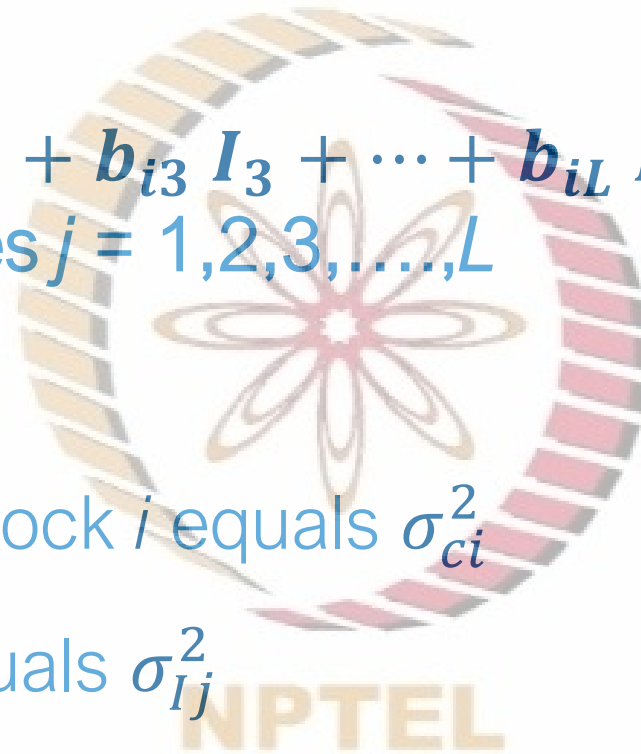 + b_{i3} I_3 + ⋯ + b_{iL}
es j = 1,2,3,….,L
ock i equals σ_{ci}^2
uals σ_{Ij}^2
NPTEL